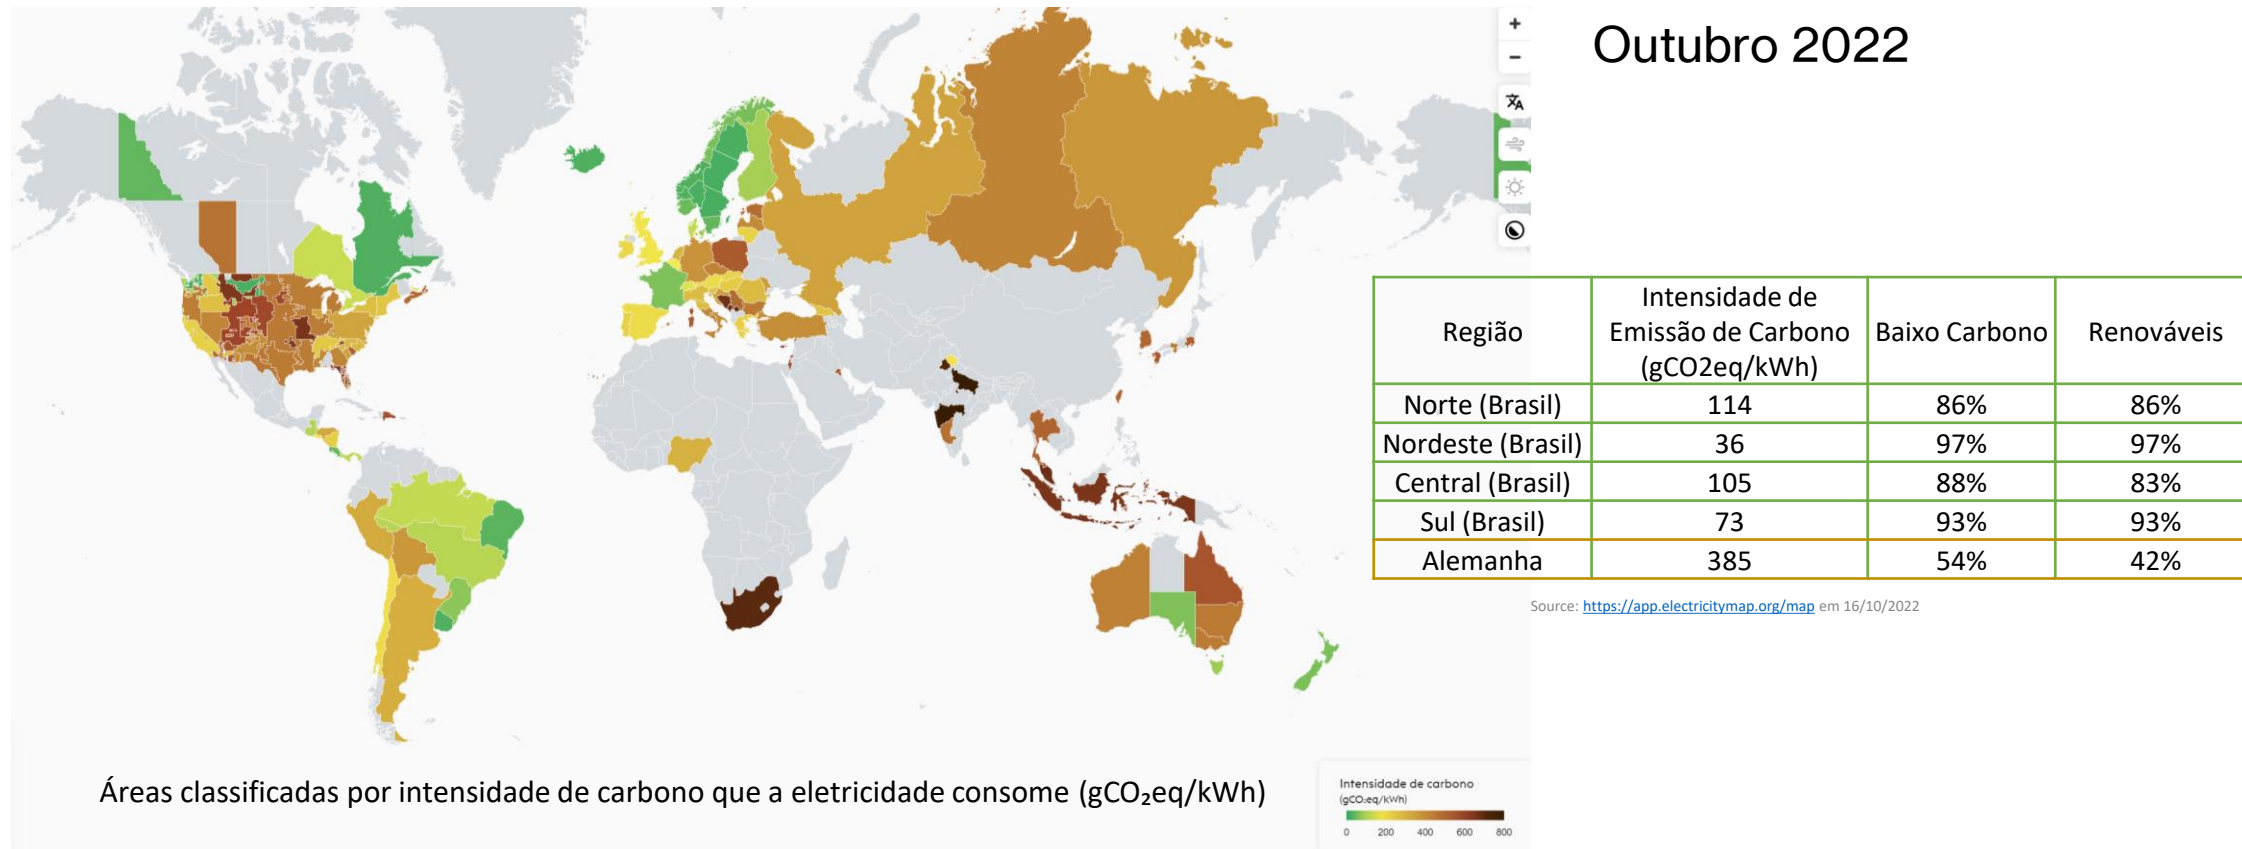 Outubro 2022
+
−
Região
Intensidade de
Emissão de Carbono
(gCO2eq/kWh)
Baixo Carbono
Renováveis
Norte (Brasil) 114 86% 86%
Nordeste (Brasil) 36 97% 97%
Central (Brasil) 105 88% 83%
Sul (Brasil) 73 93% 93%
Alemanha 385 54% 42%
Source: https://app.electricitymap.org/map em 16/10/2022
Áreas classificadas por intensidade de carbono que a eletricidade consome (gCO₂eq/kWh)
Intensidade de carbono
(gCO₂eq/kWh)
0 200 400 600 800